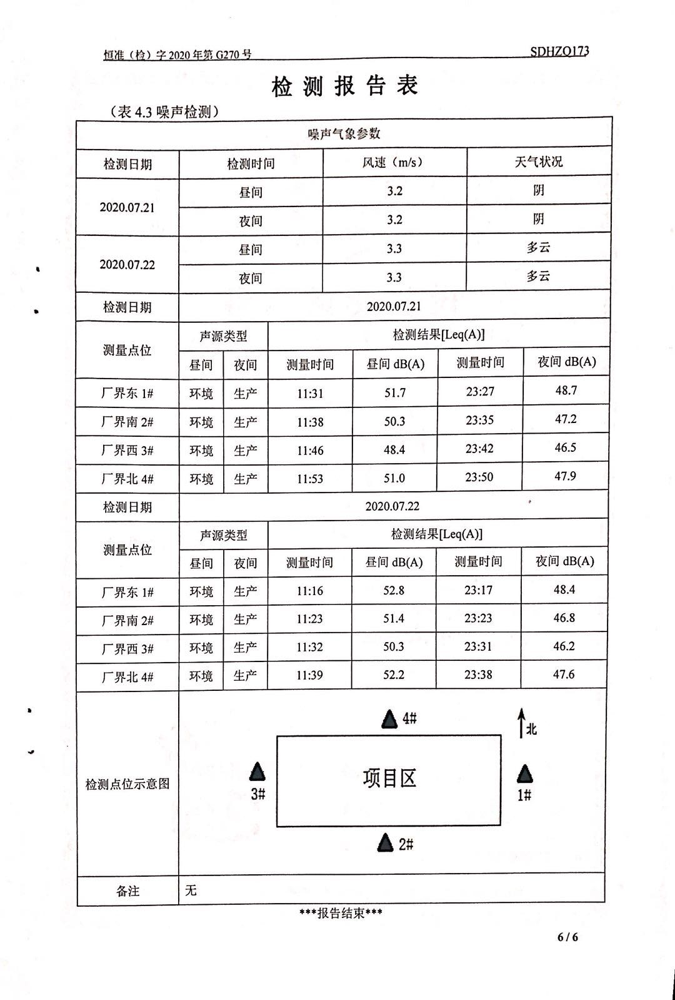 恒准（检）字 2020 年第 G270 号 SDHZQ173
检测报告表
（表 4.3 噪声检测）
噪声气象参数
检测日期 检测时间 风速（m/s） 天气状况
2020.07.21 昼间 3.2 阴
夜间 3.2 阴
2020.07.22 昼间 3.3 多云
夜间 3.3 多云
检测日期 2020.07.21
测量点位 声源类型 检测结果[Leq(A)]
昼间 夜间 测量时间 昼间 dB(A) 测量时间 夜间 dB(A)
厂界东 1# 环境 生产 11:31 51.7 23:27 48.7
厂界南 2# 环境 生产 11:38 50.3 23:35 47.2
厂界西 3# 环境 生产 11:46 48.4 23:42 46.5
厂界北 4# 环境 生产 11:53 51.0 23:50 47.9
检测日期 2020.07.22
测量点位 声源类型 检测结果[Leq(A)]
昼间 夜间 测量时间 昼间 dB(A) 测量时间 夜间 dB(A)
厂界东 1# 环境 生产 11:16 52.8 23:17 48.4
厂界南 2# 环境 生产 11:23 51.4 23:23 46.8
厂界西 3# 环境 生产 11:32 50.3 23:31 46.2
厂界北 4# 环境 生产 11:39 52.2 23:38 47.6
检测点位示意图
4#
北
项目区
3#
1#
2#
备注 无
***报告结束***
6 / 6